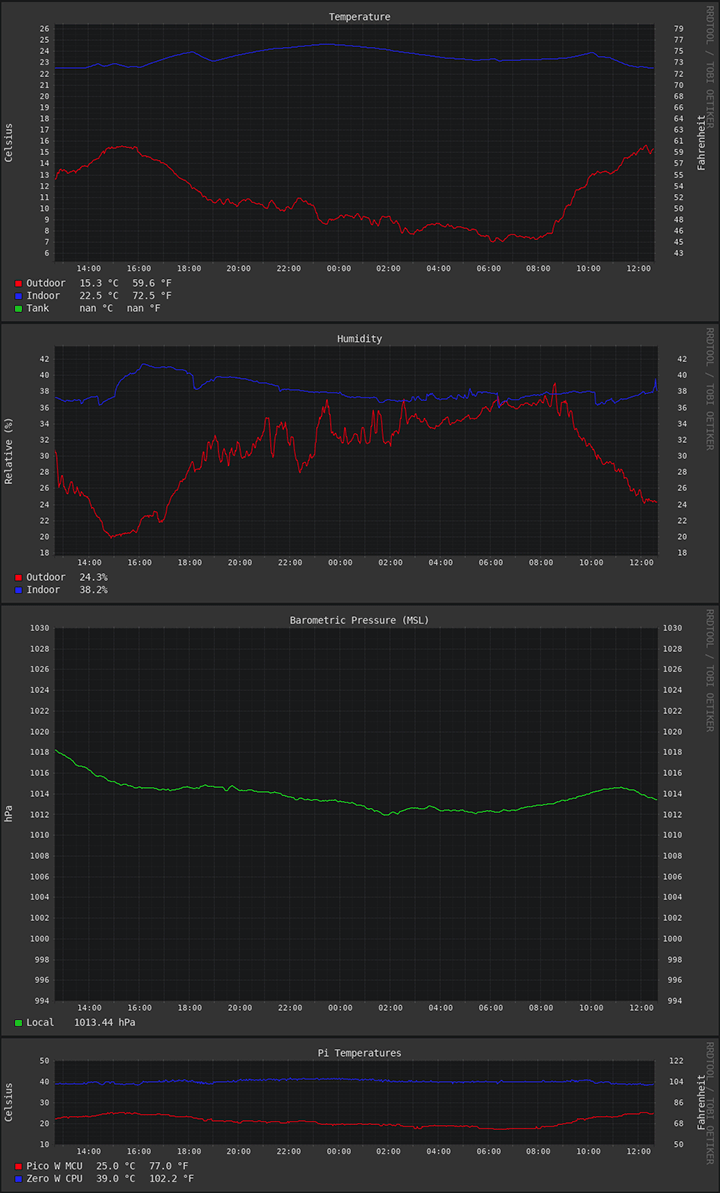 Temperature
26 79
25 77
24 75
23 73
22 72
21 70
20 68
19 66
18 64
17 63
16 61
15 59
14 57
13 55
12 54
11 52
10 50
9 48
8 46
7 45
6 43
Celsius
Fahrenheit
RRDTOOL / TOBI OETIKER
14:00 16:00 18:00 20:00 22:00 00:00 02:00 04:00 06:00 08:00 10:00 12:00
Outdoor 15.3 °C 59.6 °F
Indoor 22.5 °C 72.5 °F
Tank nan °C nan °F
Humidity
42 42
40 40
38 38
36 36
34 34
32 32
30 30
28 28
26 26
24 24
22 22
20 20
18 18
Relative (%)
RRDTOOL / TOBI OETIKER
14:00 16:00 18:00 20:00 22:00 00:00 02:00 04:00 06:00 08:00 10:00 12:00
Outdoor 24.3%
Indoor 38.2%
Barometric Pressure (MSL)
1030 1030
1028 1028
1026 1026
1024 1024
1022 1022
1020 1020
1018 1018
1016 1016
1014 1014
1012 1012
1010 1010
1008 1008
1006 1006
1004 1004
1002 1002
1000 1000
998 998
996 996
994 994
hPa
RRDTOOL / TOBI OETIKER
14:00 16:00 18:00 20:00 22:00 00:00 02:00 04:00 06:00 08:00 10:00 12:00
Local 1013.44 hPa
Pi Temperatures
50 122
40 104
30 86
20 68
10 50
Celsius
Fahrenheit
RRDTOOL / TOBI OETIKER
14:00 16:00 18:00 20:00 22:00 00:00 02:00 04:00 06:00 08:00 10:00 12:00
Pico W MCU 25.0 °C 77.0 °F
Zero W CPU 39.0 °C 102.2 °F